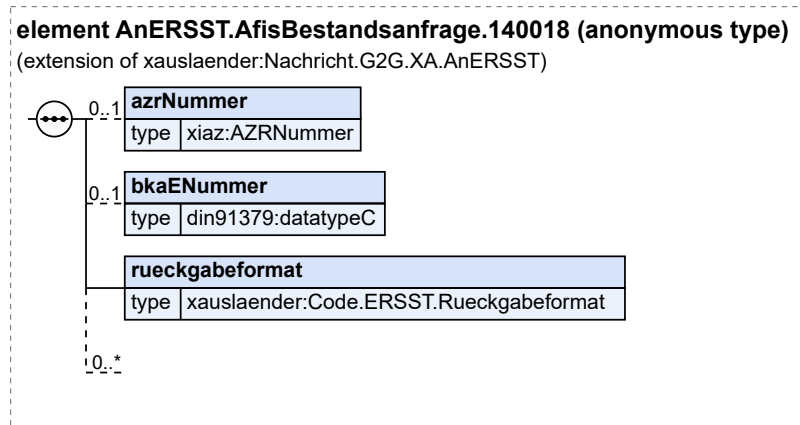 element AnERSST.AfisBestandsanfrage.140018 (anonymous type)
(extension of xauslaender:Nachricht.G2G.XA.AnERSST)
0..1 azrNummer
type xiaz:AZRNummer
0..1 bkaENummer
type din91379:datatypeC
rueckgabeformat
type xauslaender:Code.ERSST.Rueckgabeformat
0..*